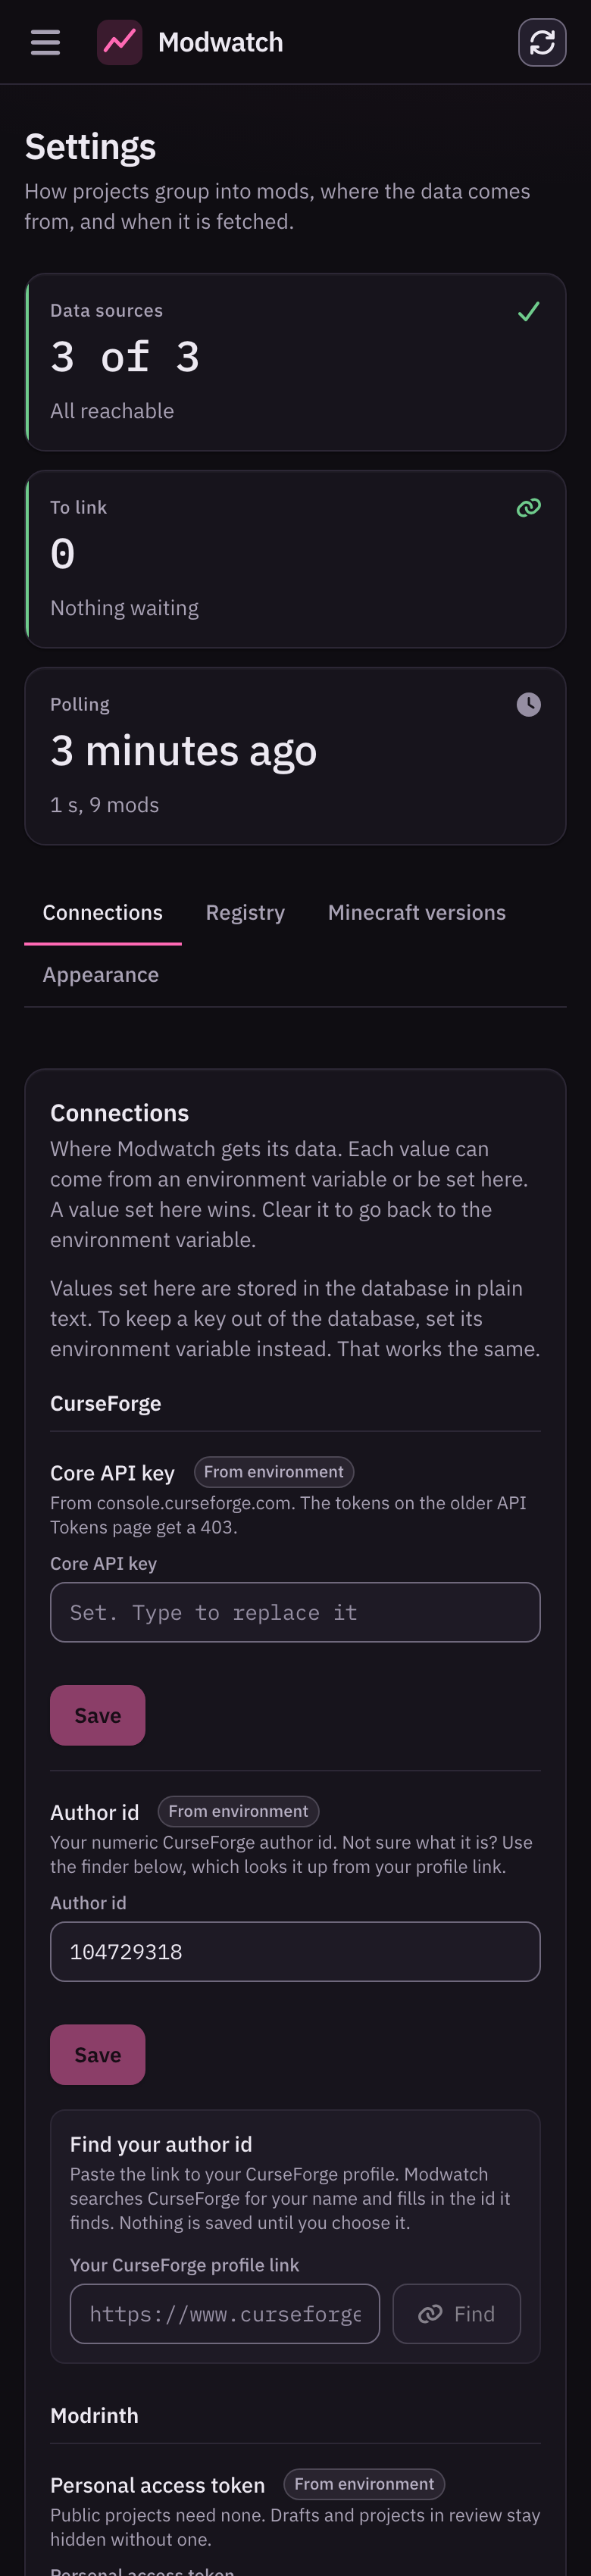 Modwatch
Settings
How projects group into mods, where the data comes
from, and when it is fetched.
Data sources
3 of 3
All reachable
To link
0
Nothing waiting
Polling
3 minutes ago
1 s, 9 mods
Connections
Registry
Minecraft versions
Appearance
Connections
Where Modwatch gets its data. Each value can
come from an environment variable or be set here.
A value set here wins. Clear it to go back to the
environment variable.
Values set here are stored in the database in plain
text. To keep a key out of the database, set its
environment variable instead. That works the same.
CurseForge
Core API key From environment
From console.curseforge.com. The tokens on the older API
Tokens page get a 403.
Core API key
Set. Type to replace it
Save
Author id From environment
Your numeric CurseForge author id. Not sure what it is? Use
the finder below, which looks it up from your profile link.
Author id
104729318
Save
Find your author id
Paste the link to your CurseForge profile. Modwatch
searches CurseForge for your name and fills in the id it
finds. Nothing is saved until you choose it.
Your CurseForge profile link
https://www.curseforge
Find
Modrinth
Personal access token From environment
Public projects need none. Drafts and projects in review stay
hidden without one.
Personal access token